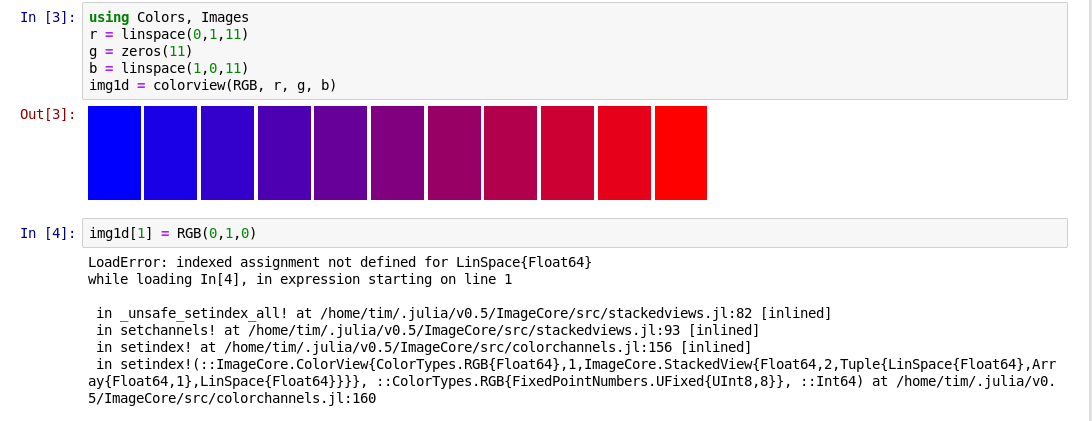 In [3]: using Colors, Images
r = linspace(0,1,11)
g = zeros(11)
b = linspace(1,0,11)
img1d = colorview(RGB, r, g, b)
Out[3]:
In [4]: img1d[1] = RGB(0,1,0)
LoadError: indexed assignment not defined for LinSpace{Float64}
while loading In[4], in expression starting on line 1
in _unsafe_setindex_all! at /home/tim/.julia/v0.5/ImageCore/src/stackedviews.jl:82 [inlined]
in setchannels! at /home/tim/.julia/v0.5/ImageCore/src/stackedviews.jl:93 [inlined]
in setindex! at /home/tim/.julia/v0.5/ImageCore/src/colorchannels.jl:156 [inlined]
in setindex!(::ImageCore.ColorView{ColorTypes.RGB{Float64},1,ImageCore.StackedView{Float64,2,Tuple{LinSpace{Float64},Arr
ay{Float64,1},LinSpace{Float64}}}}, ::ColorTypes.RGB{FixedPointNumbers.UFixed{UInt8,8}}, ::Int64) at /home/tim/.julia/v0.
5/ImageCore/src/colorchannels.jl:160